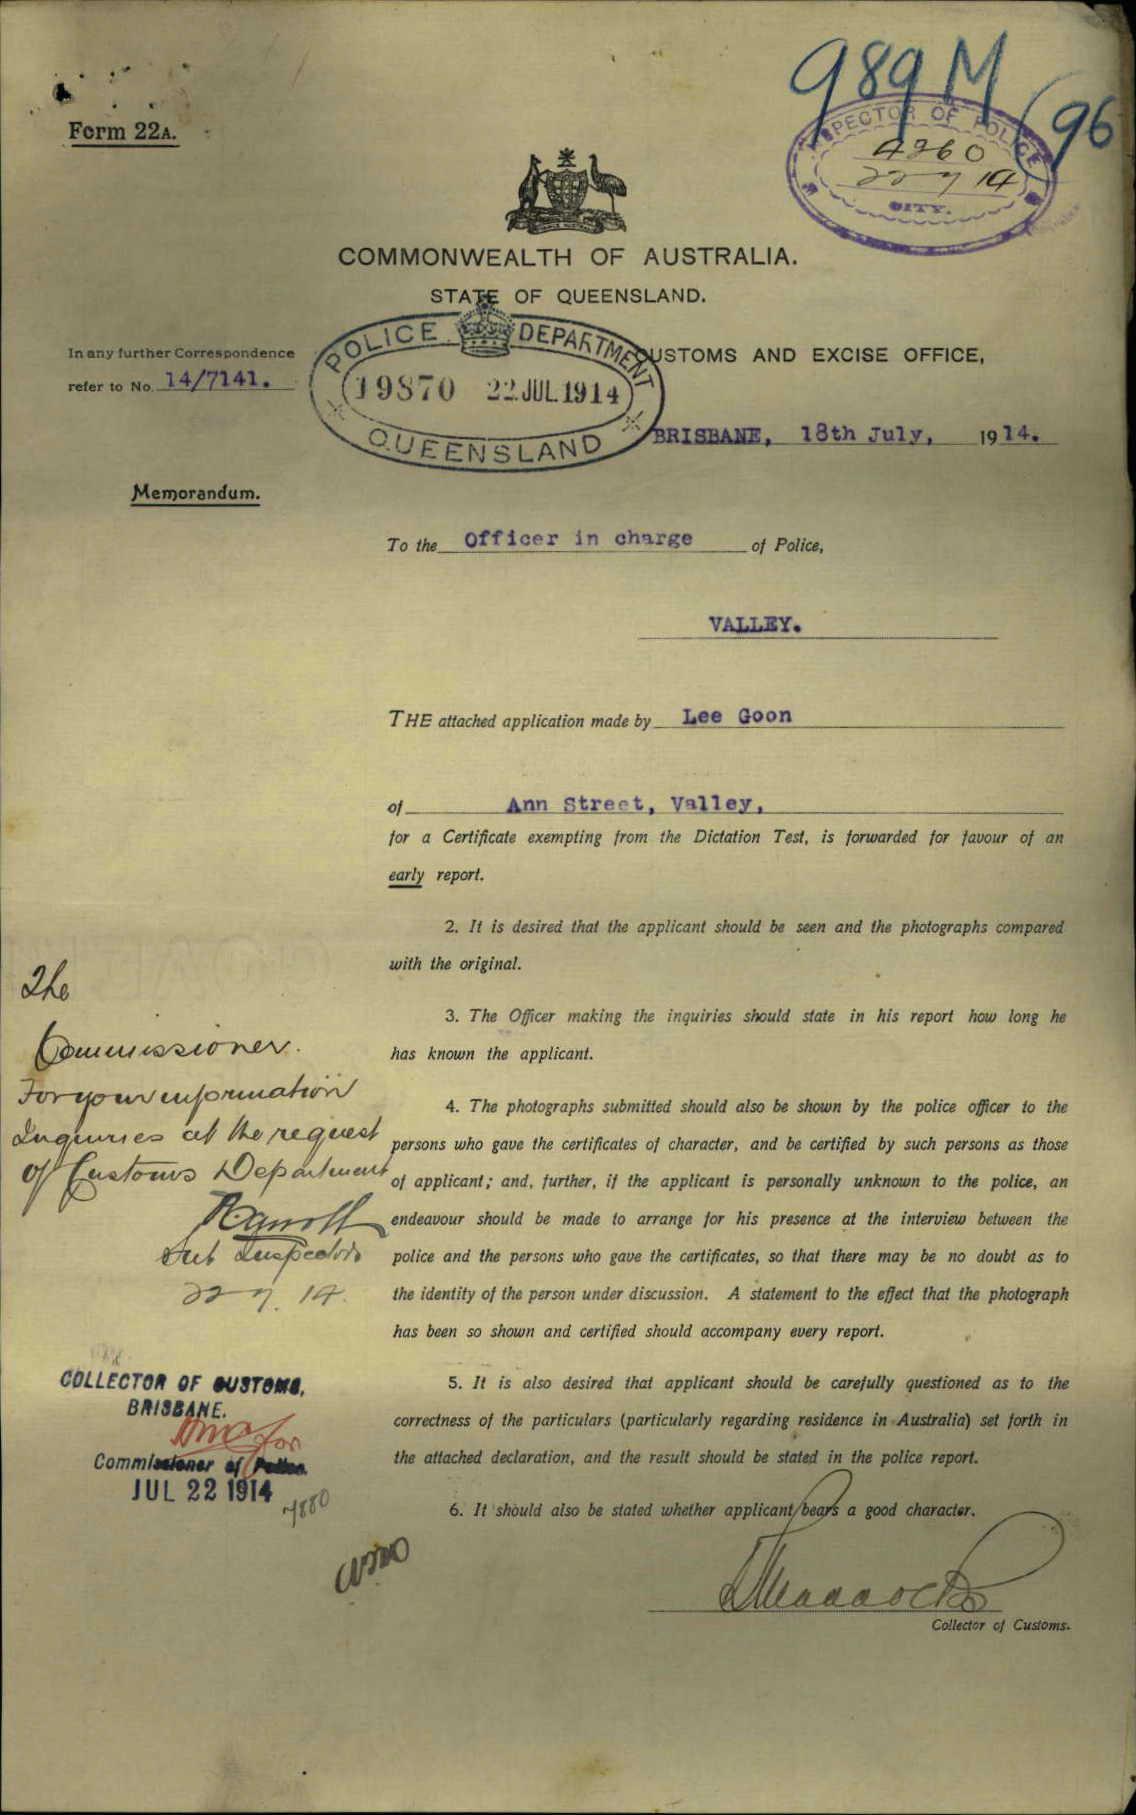 989 M
96
Form 22A.
INSPECTOR OF POLICE
4260
22 7 14
CITY.
COMMONWEALTH OF AUSTRALIA.
STATE OF QUEENSLAND.
In any further Correspondence
refer to No. 14/7141.
POLICE DEPARTMENT
19870 22 JUL 1914
QUEENSLAND
CUSTOMS AND EXCISE OFFICE,
BRISBANE, 18th July, 1914.
Memorandum.
To the Officer in charge of Police,
VALLEY.
THE attached application made by Lee Goon
of Ann Street, Valley,
for a Certificate exempting from the Dictation Test, is forwarded for favour of an
early report.
2. It is desired that the applicant should be seen and the photographs compared
with the original.
3. The Officer making the inquiries should state in his report how long he
has known the applicant.
4. The photographs submitted should also be shown by the police officer to the
persons who gave the certificates of character, and be certified by such persons as those
of applicant; and, further, if the applicant is personally unknown to the police, an
endeavour should be made to arrange for his presence at the interview between the
police and the persons who gave the certificates, so that there may be no doubt as to
the identity of the person under discussion. A statement to the effect that the photograph
has been so shown and certified should accompany every report.
5. It is also desired that applicant should be carefully questioned as to the
correctness of the particulars (particularly regarding residence in Australia) set forth in
the attached declaration, and the result should be stated in the police report.
6. It should also be stated whether applicant bears a good character.
Collector of Customs.
The
Commissioner.
For your information
Inquiries at the request
of Customs Department
Sub Inspector
22 7. 14.
COLLECTOR OF CUSTOMS,
BRISBANE.
for
Commissioner of Police.
JUL 22 1914
7880